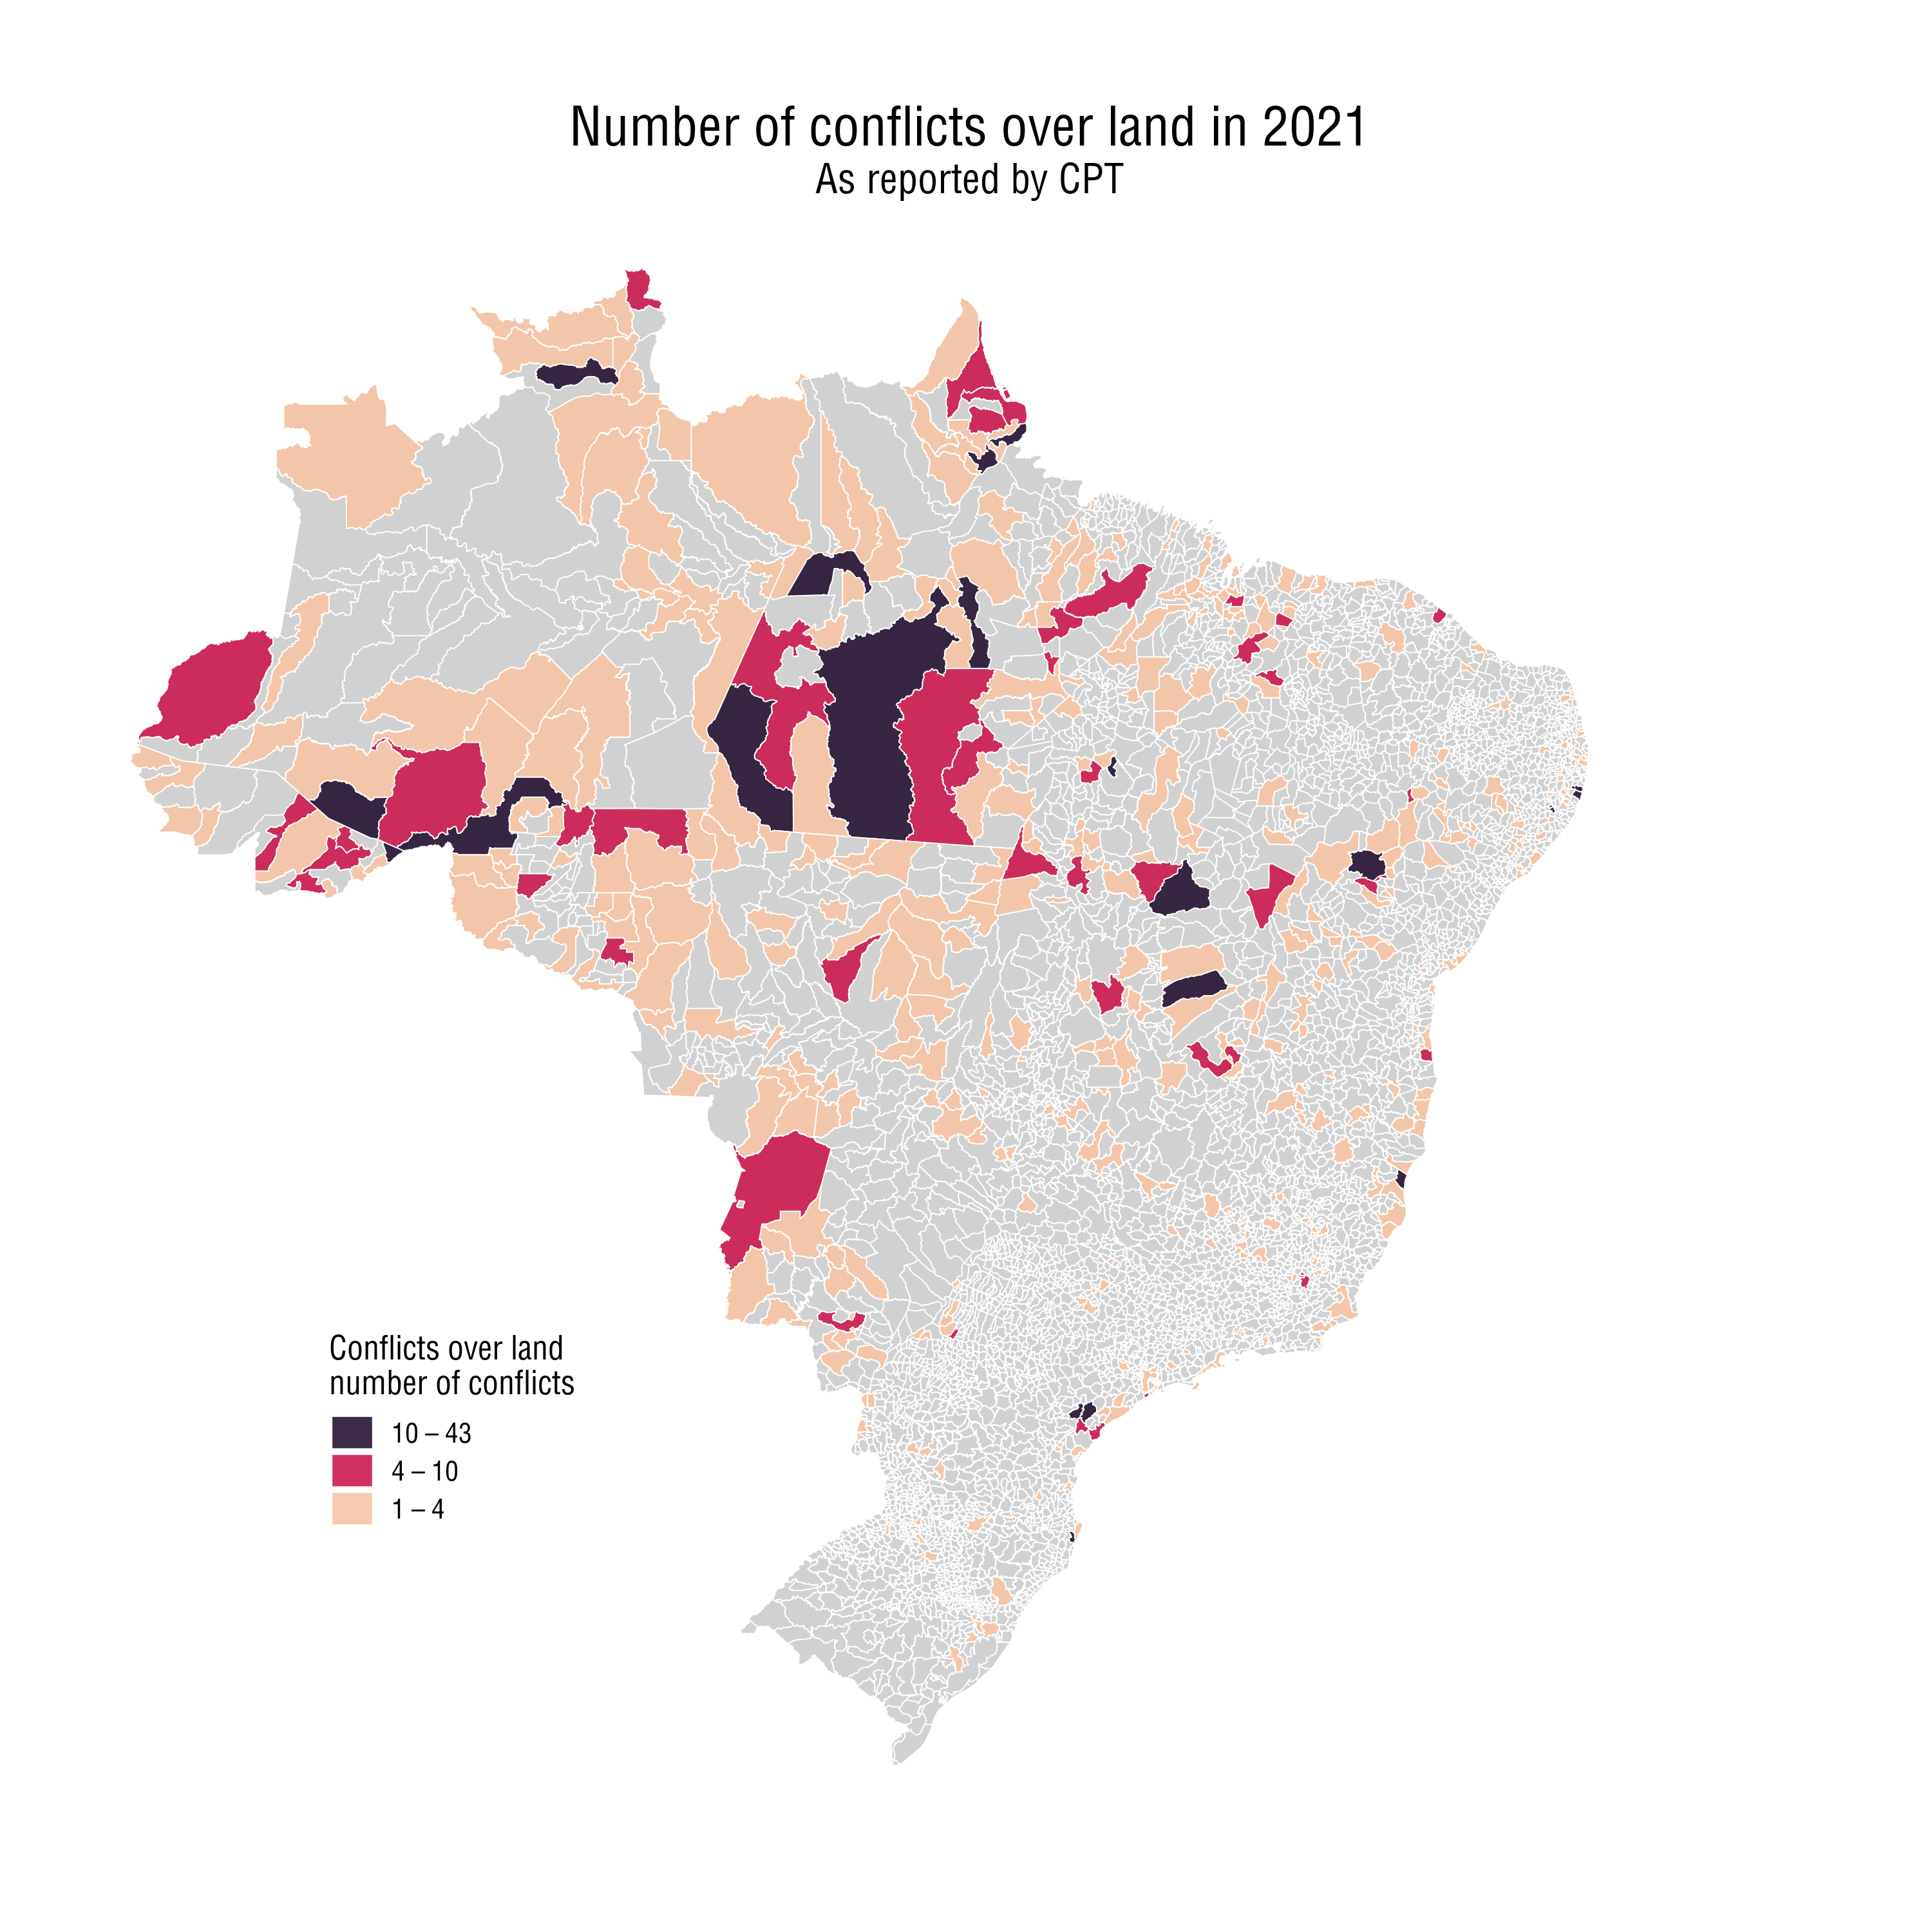 Number of conflicts over land in 2021
As reported by CPT
Conflicts over land
number of conflicts
10 – 43
4 – 10
1 – 4